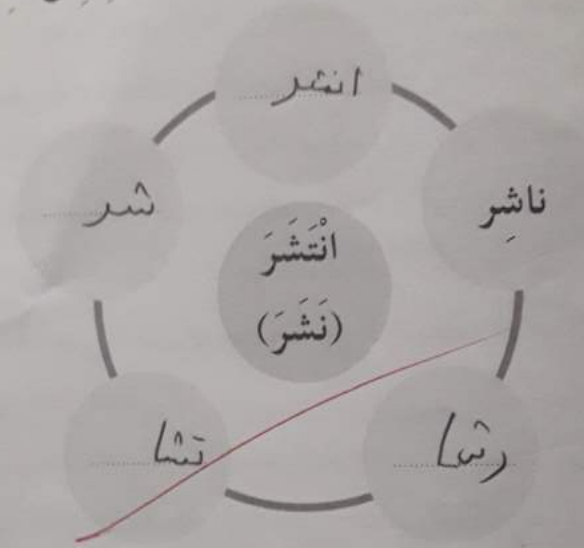 انشر
ناشِر
شر
انْتَشَرَ
(نَشَرَ)
تشا
رشا